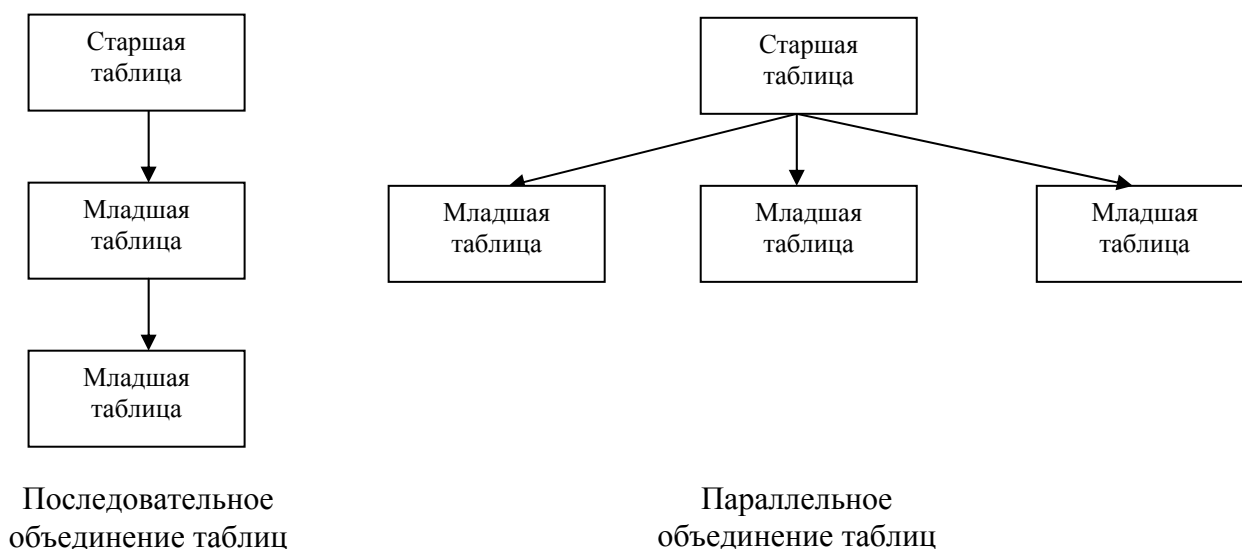 Старшая
таблица
Младшая
таблица
Младшая
таблица
Последовательное
объединение таблиц
Старшая
таблица
Младшая
таблица
Младшая
таблица
Младшая
таблица
Параллельное
объединение таблиц